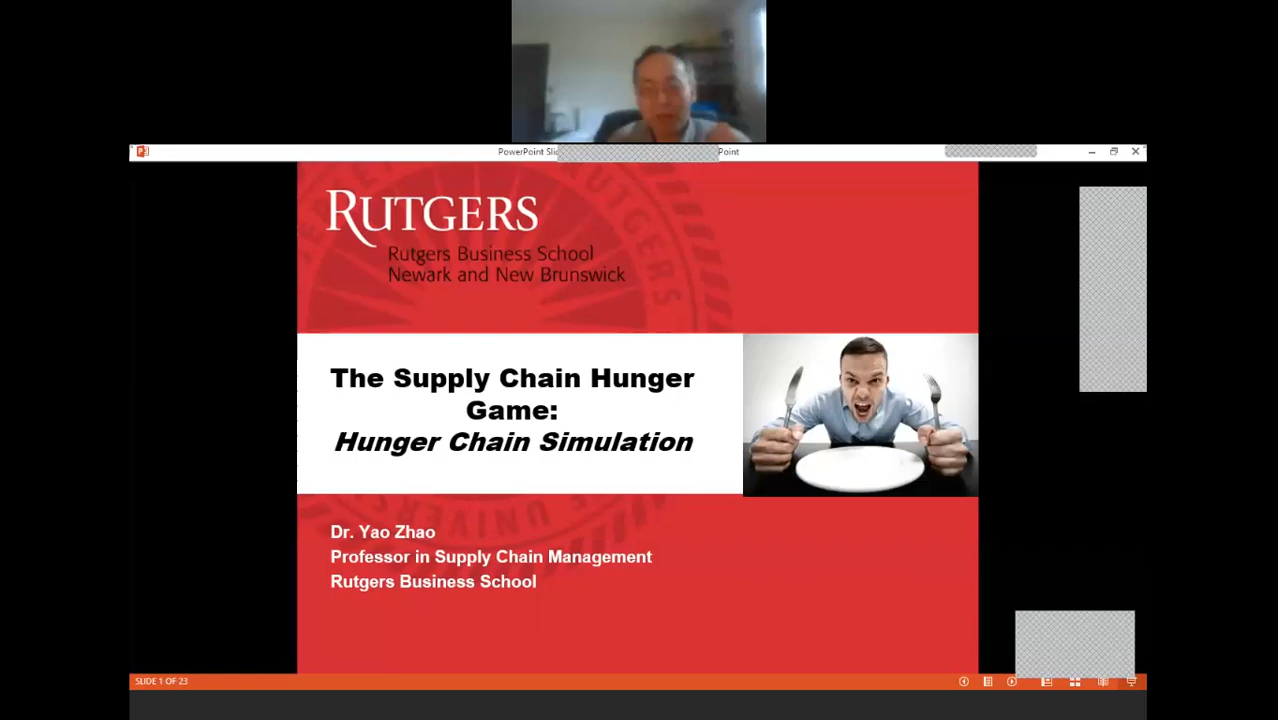 PowerPoint Slid
Point
RUTGERS
Rutgers Business School
Newark and New Brunswick
The Supply Chain Hunger
Game:
Hunger Chain Simulation
Dr. Yao Zhao
Professor in Supply Chain Management
Rutgers Business School
SLIDE 1 OF 23